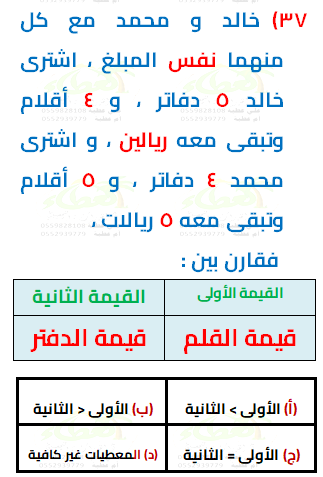 ٣٧) خالد و محمد مع كل
منهما نفس المبلغ ، اشترى
خالد ٥ دفاتر ، و ٤ أقلام
وتبقى معه ريالين ، و اشترى
محمد ٤ دفاتر ، و ٥ أقلام
وتبقى معه ٥ ريالات ،
فقارن بين :
القيمة الأولى القيمة الثانية
قيمة القلم قيمة الدفتر
(أ) الأولى > الثانية (ب) الأولى < الثانية
(ج) الأولى = الثانية (د) المعطيات غير كافية